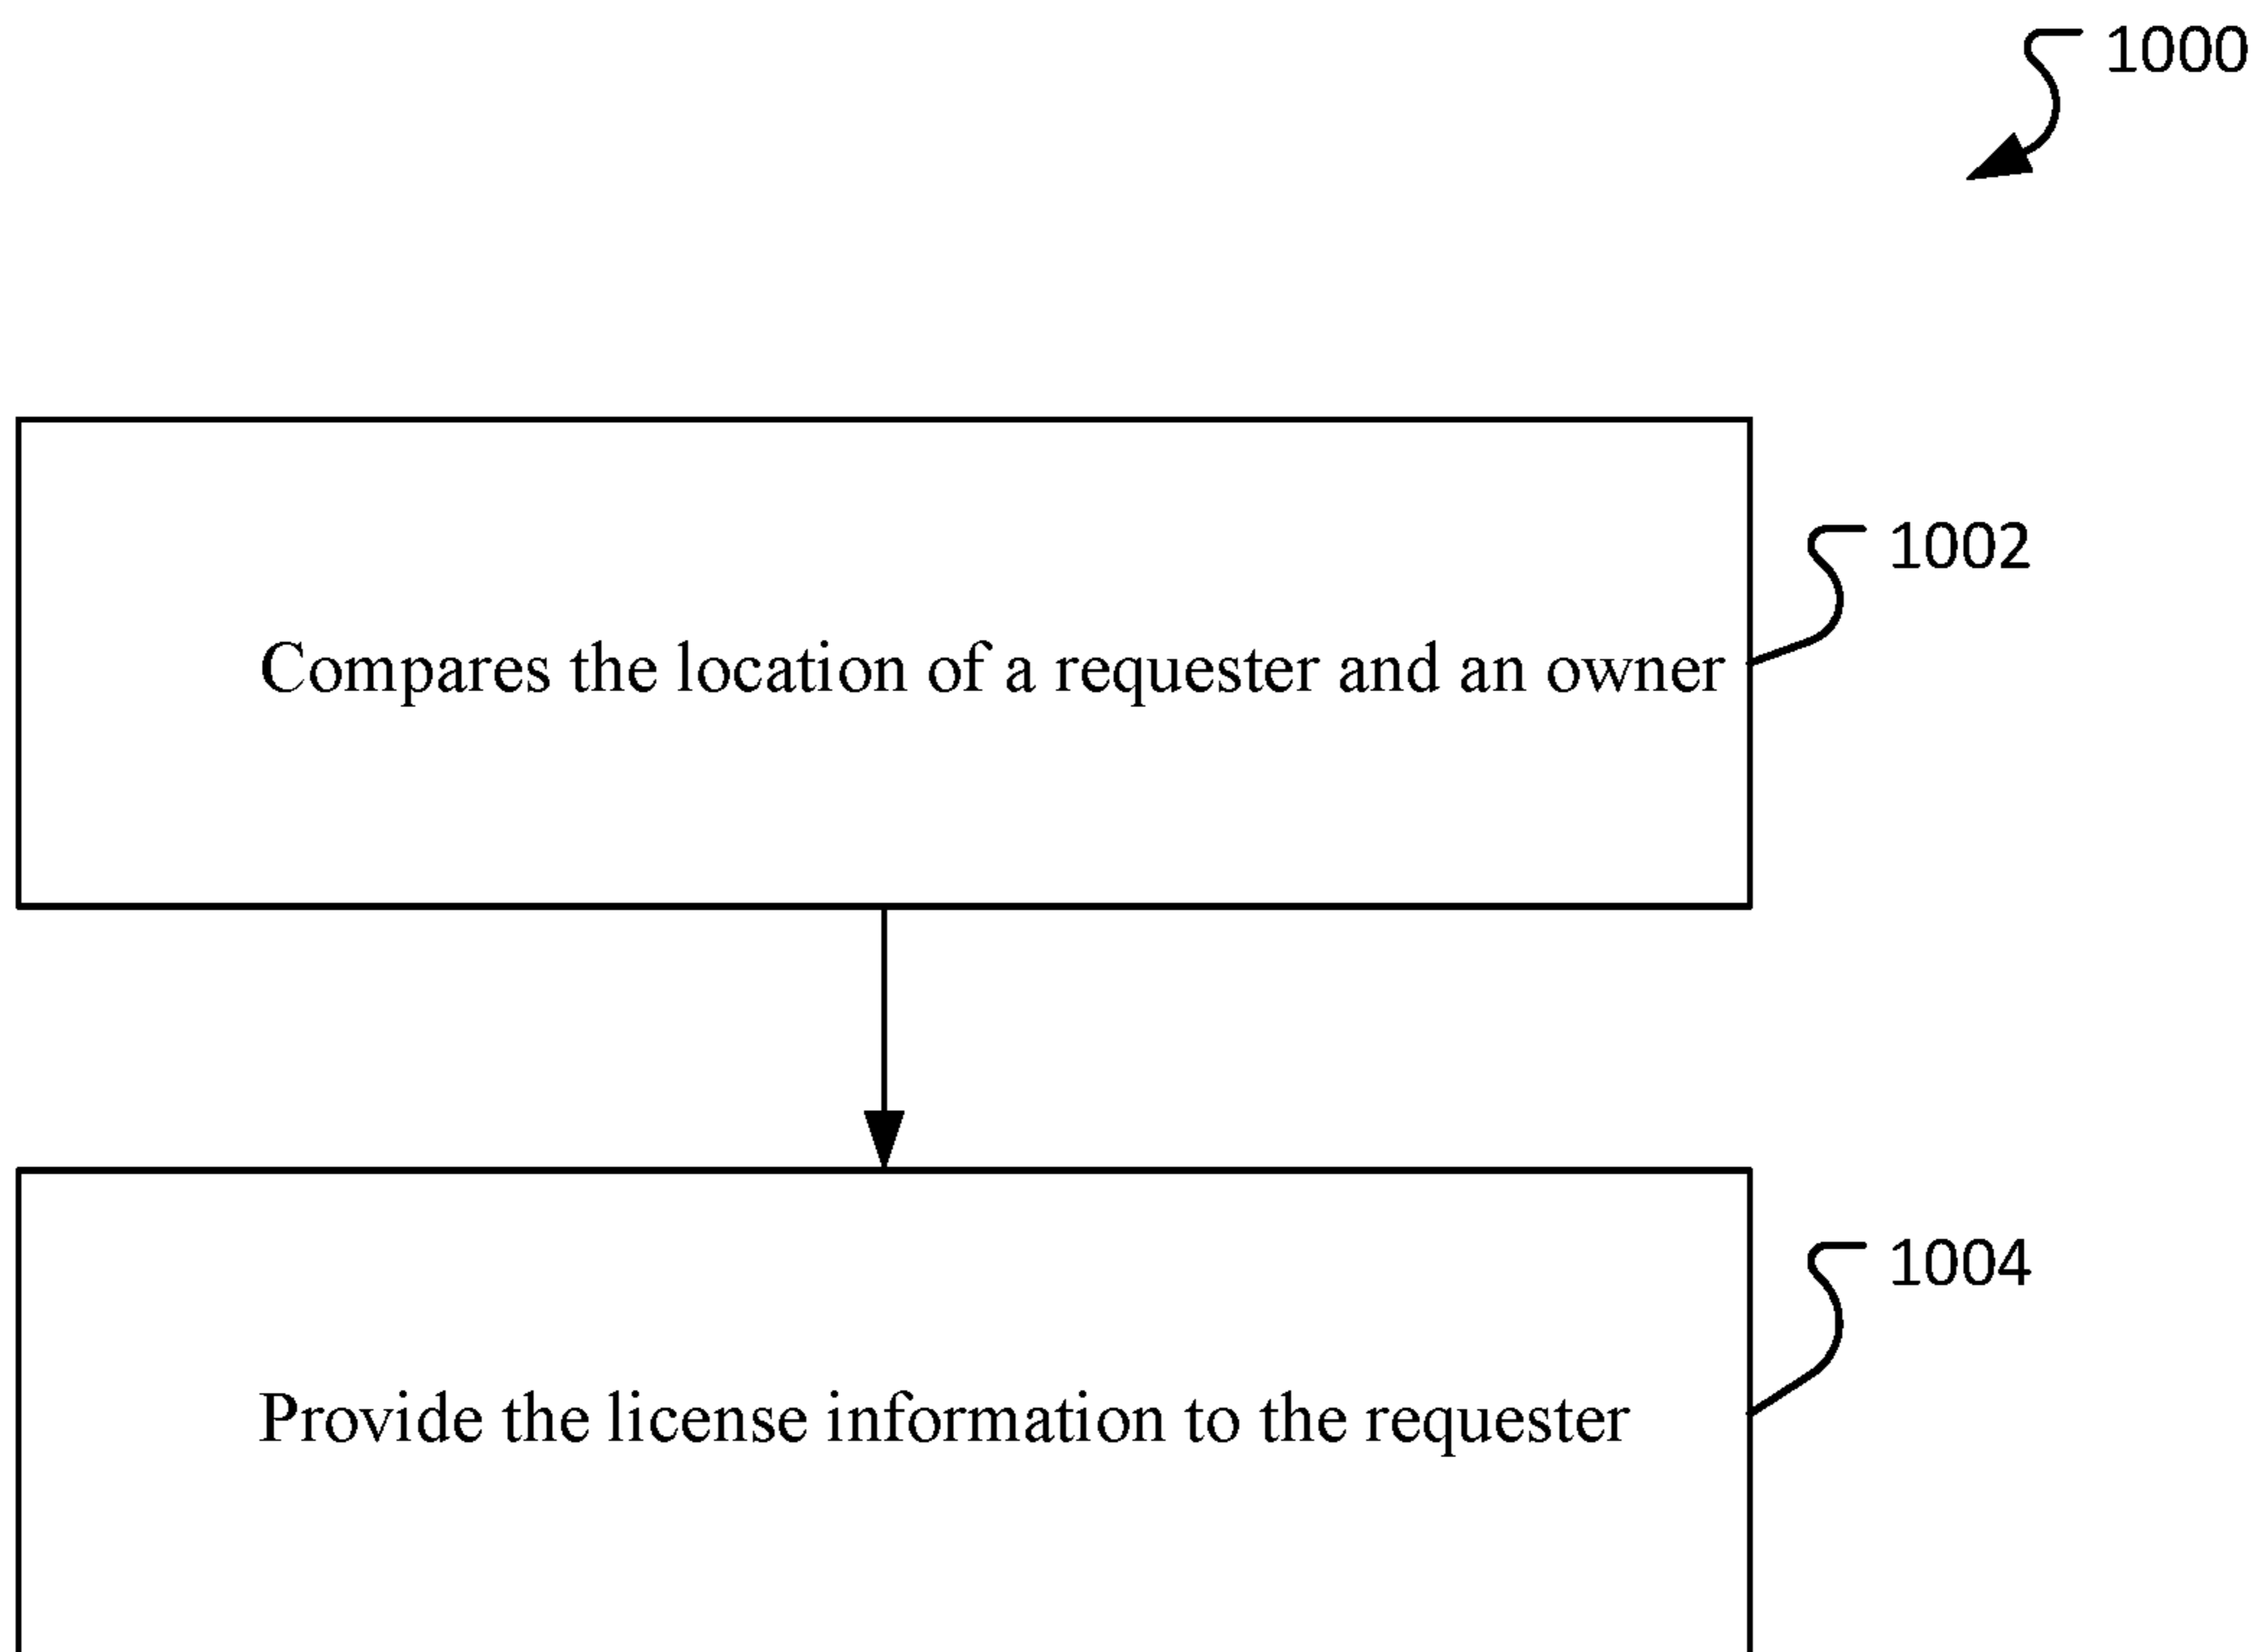 1000
1002
Compares the location of a requester and an owner
1004
Provide the license information to the requester